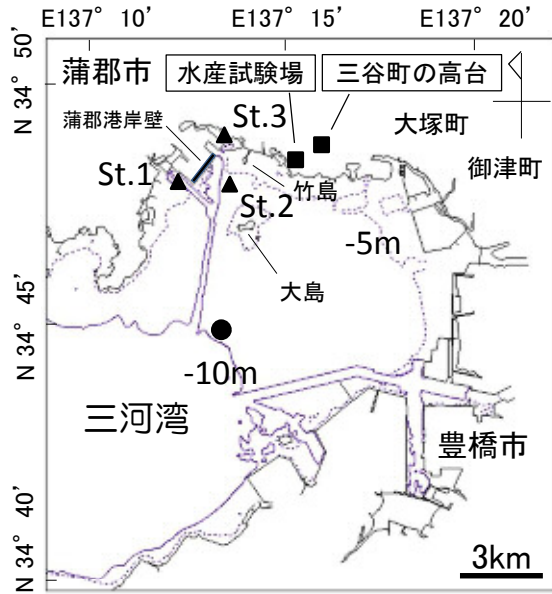 E137° 10'
E137° 15'
E137° 20'
N 34° 50'
蒲郡市
水産試験場
三谷町の高台
St.3
大塚町
蒲郡港岸壁
御津町
St.1
竹島
St.2
-5m
大島
N 34° 45'
-10m
三河湾
豊橋市
N 34° 40'
3km